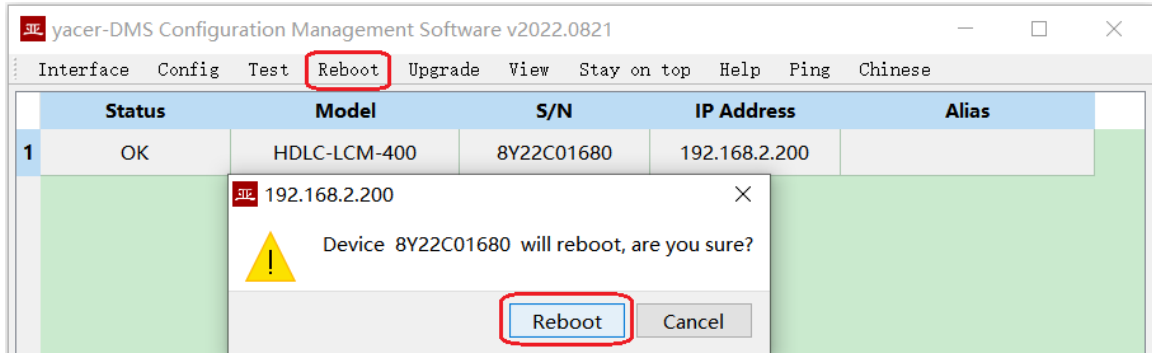 亚 yacer-DMS Configuration Management Software v2022.0821
Interface Config Test Reboot Upgrade View Stay on top Help Ping Chinese
Status Model S/N IP Address Alias
1 OK HDLC-LCM-400 8Y22C01680 192.168.2.200
亚 192.168.2.200
Device 8Y22C01680 will reboot, are you sure?
Reboot Cancel